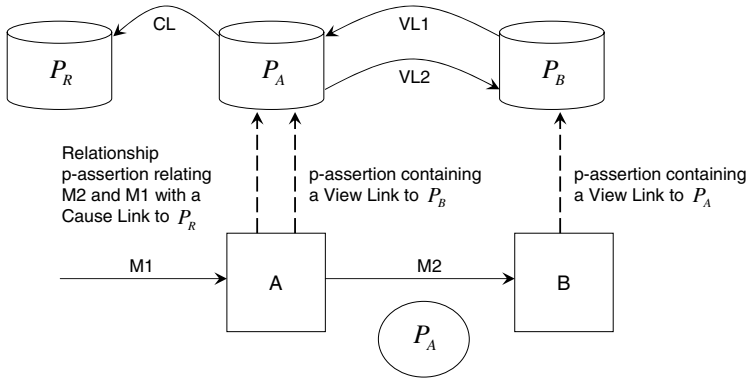 CL
VL1
P_R
P_A
P_B
VL2
Relationship
p-assertion relating
M2 and M1 with a
Cause Link to P_R
p-assertion containing
a View Link to P_B
p-assertion containing
a View Link to P_A
M1
A
M2
B
P_A